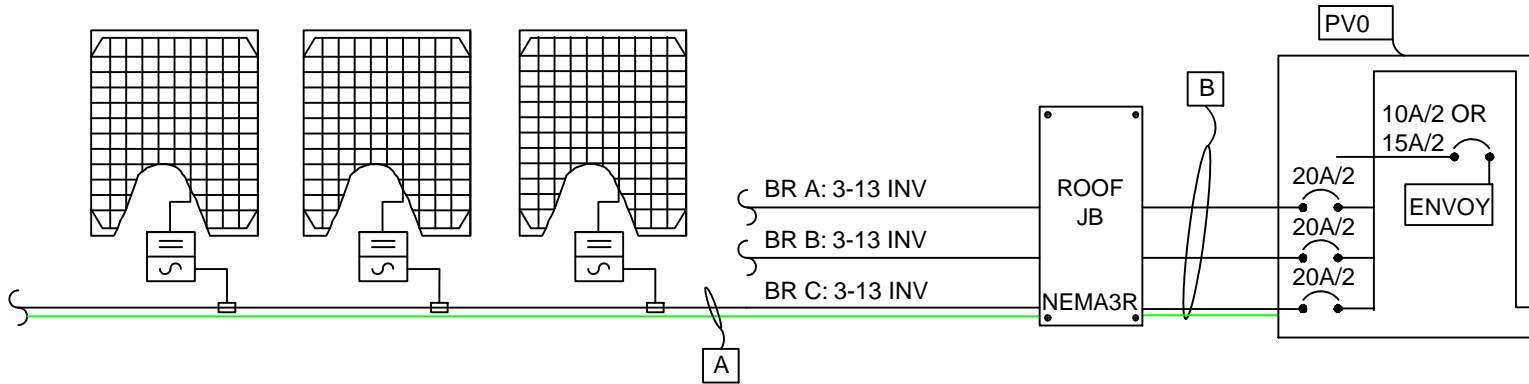 PV0
B
10A/2 OR
15A/2
BR A: 3-13 INV
ROOF
JB
20A/2
ENVOY
BR B: 3-13 INV
20A/2
BR C: 3-13 INV
NEMA3R
20A/2
A